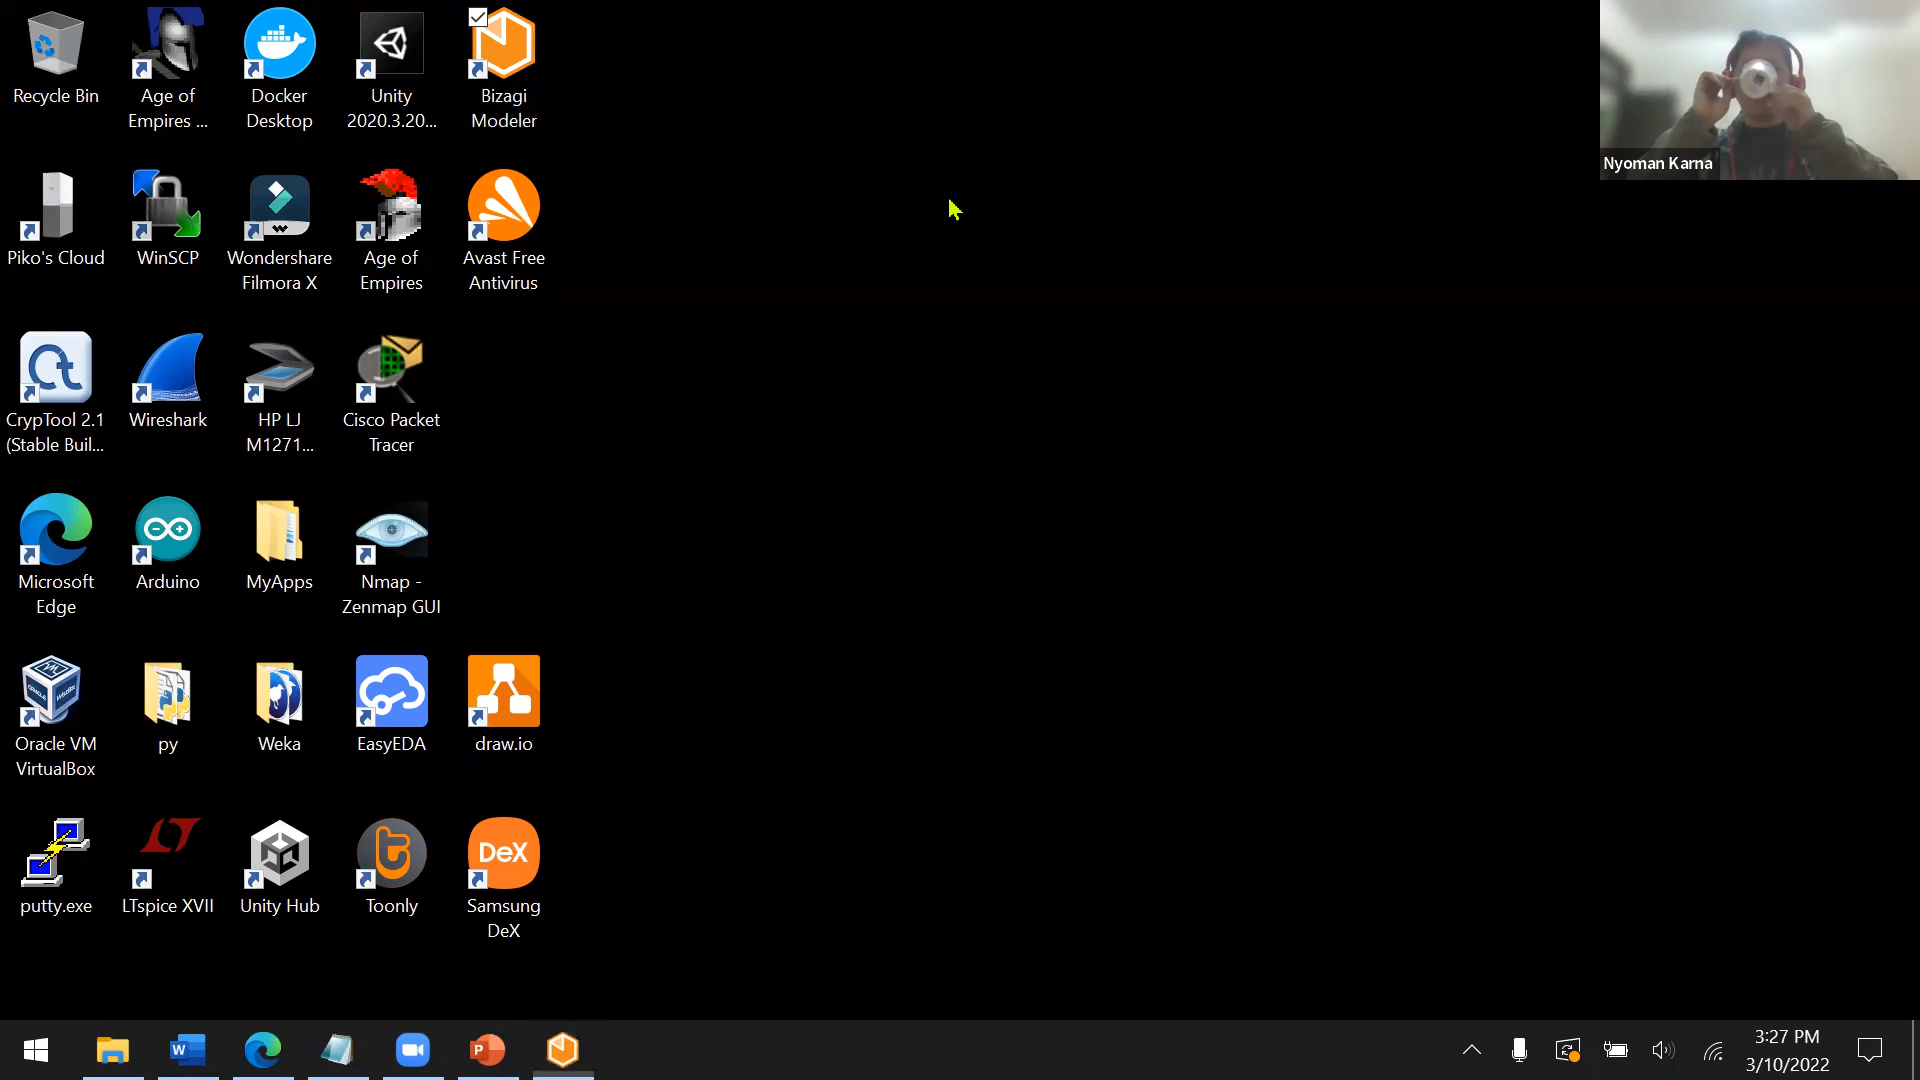 Recycle Bin
Age of
Empires ...
Docker
Desktop
Unity
2020.3.20...
Bizagi
Modeler
Nyoman Karna
Piko's Cloud
WinSCP
Wondershare
Filmora X
Age of
Empires
Avast Free
Antivirus
CrypTool 2.1
(Stable Buil...
Wireshark
HP LJ
M1271...
Cisco Packet
Tracer
Microsoft
Edge
Arduino
MyApps
Nmap -
Zenmap GUI
Oracle VM
VirtualBox
py
Weka
EasyEDA
draw.io
putty.exe
LTspice XVII
Unity Hub
Toonly
DeX
Samsung
DeX
3:27 PM
3/10/2022